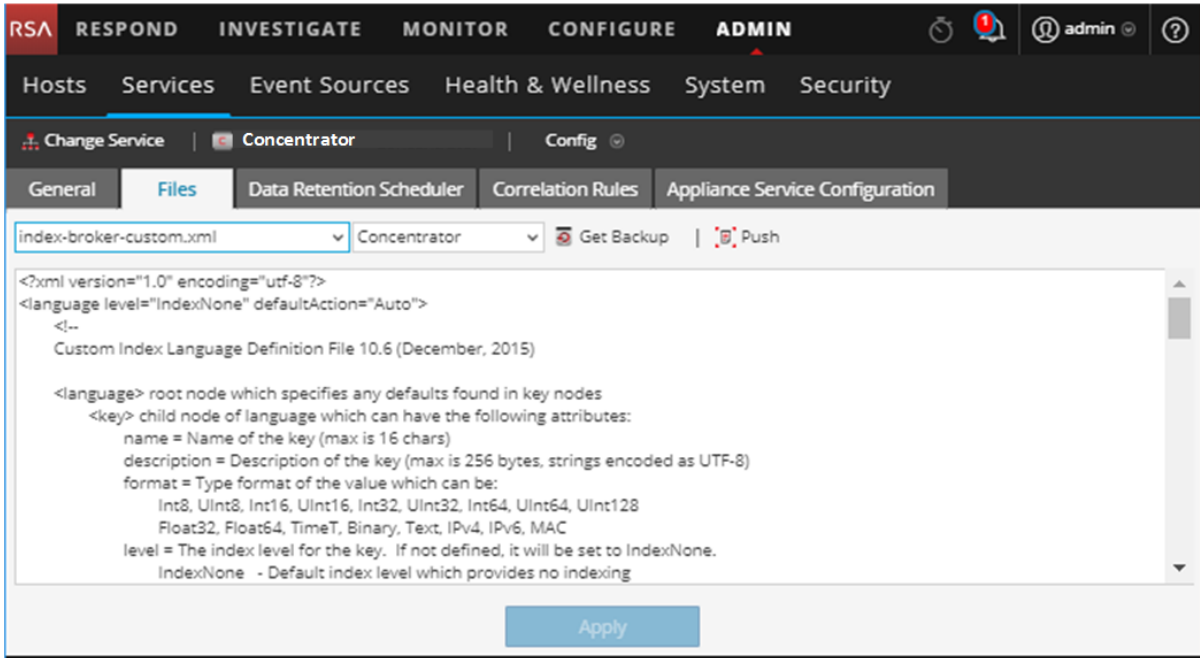 RSA RESPOND INVESTIGATE MONITOR CONFIGURE ADMIN 1 admin ?
Hosts Services Event Sources Health & Wellness System Security
Change Service | C Concentrator | Config
General Files Data Retention Scheduler Correlation Rules Appliance Service Configuration
index-broker-custom.xml Concentrator Get Backup | Push
<?xml version="1.0" encoding="utf-8"?>
<language level="IndexNone" defaultAction="Auto">
<!--
Custom Index Language Definition File 10.6 (December, 2015)
<language> root node which specifies any defaults found in key nodes
<key> child node of language which can have the following attributes:
name = Name of the key (max is 16 chars)
description = Description of the key (max is 256 bytes, strings encoded as UTF-8)
format = Type format of the value which can be:
Int8, UInt8, Int16, UInt16, Int32, UInt32, Int64, UInt64, UInt128
Float32, Float64, TimeT, Binary, Text, IPv4, IPv6, MAC
level = The index level for the key. If not defined, it will be set to IndexNone.
IndexNone - Default index level which provides no indexing
Apply